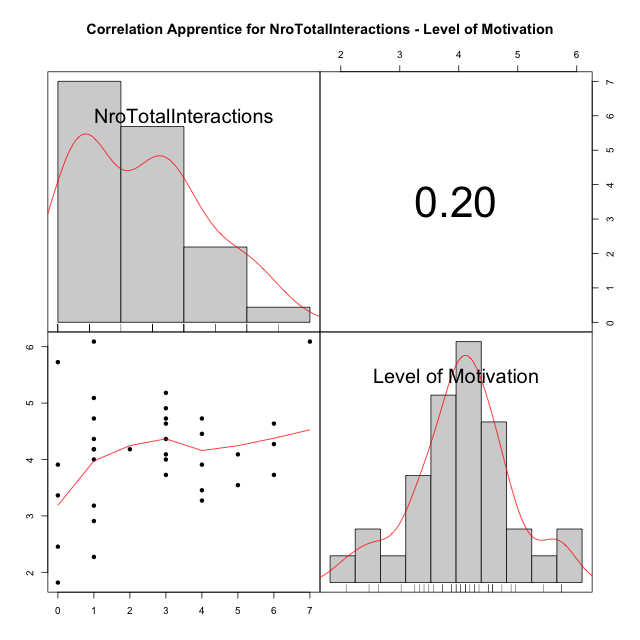 Correlation Apprentice for NroTotalInteractions - Level of Motivation
2 3 4 5 6
NroTotalInteractions
0.20
0 1 2 3 4 5 6 7
Level of Motivation
2 3 4 5 6
0 1 2 3 4 5 6 7